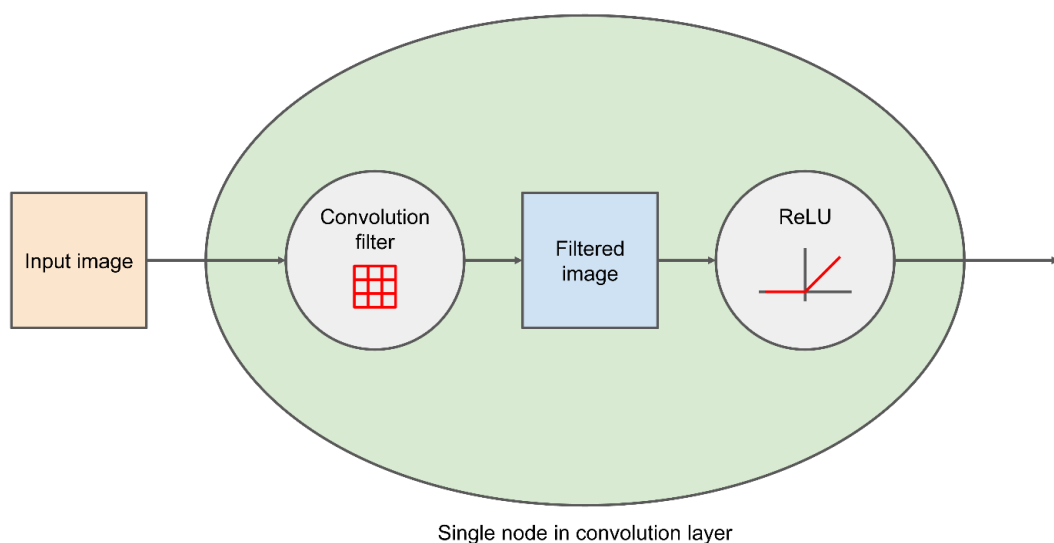 Input image
Convolution
filter
Filtered
image
ReLU
Single node in convolution layer